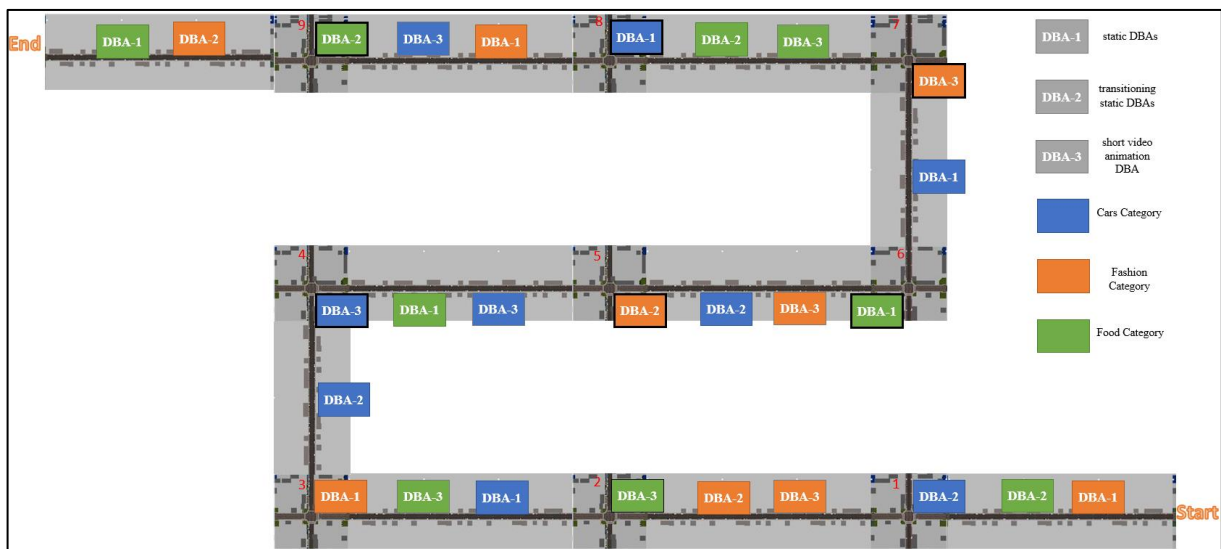 End
DBA-1
DBA-2
9
DBA-2
DBA-3
DBA-1
8
DBA-1
DBA-2
DBA-3
7
DBA-3
DBA-1
4
5
6
DBA-3
DBA-1
DBA-3
DBA-2
DBA-2
DBA-3
DBA-1
DBA-2
3
DBA-1
DBA-3
DBA-1
2
DBA-3
DBA-2
DBA-3
1
DBA-2
DBA-2
DBA-1
Start
DBA-1
static DBAs
DBA-2
transitioning
static DBAs
DBA-3
short video
animation
DBA
Cars Category
Fashion
Category
Food Category